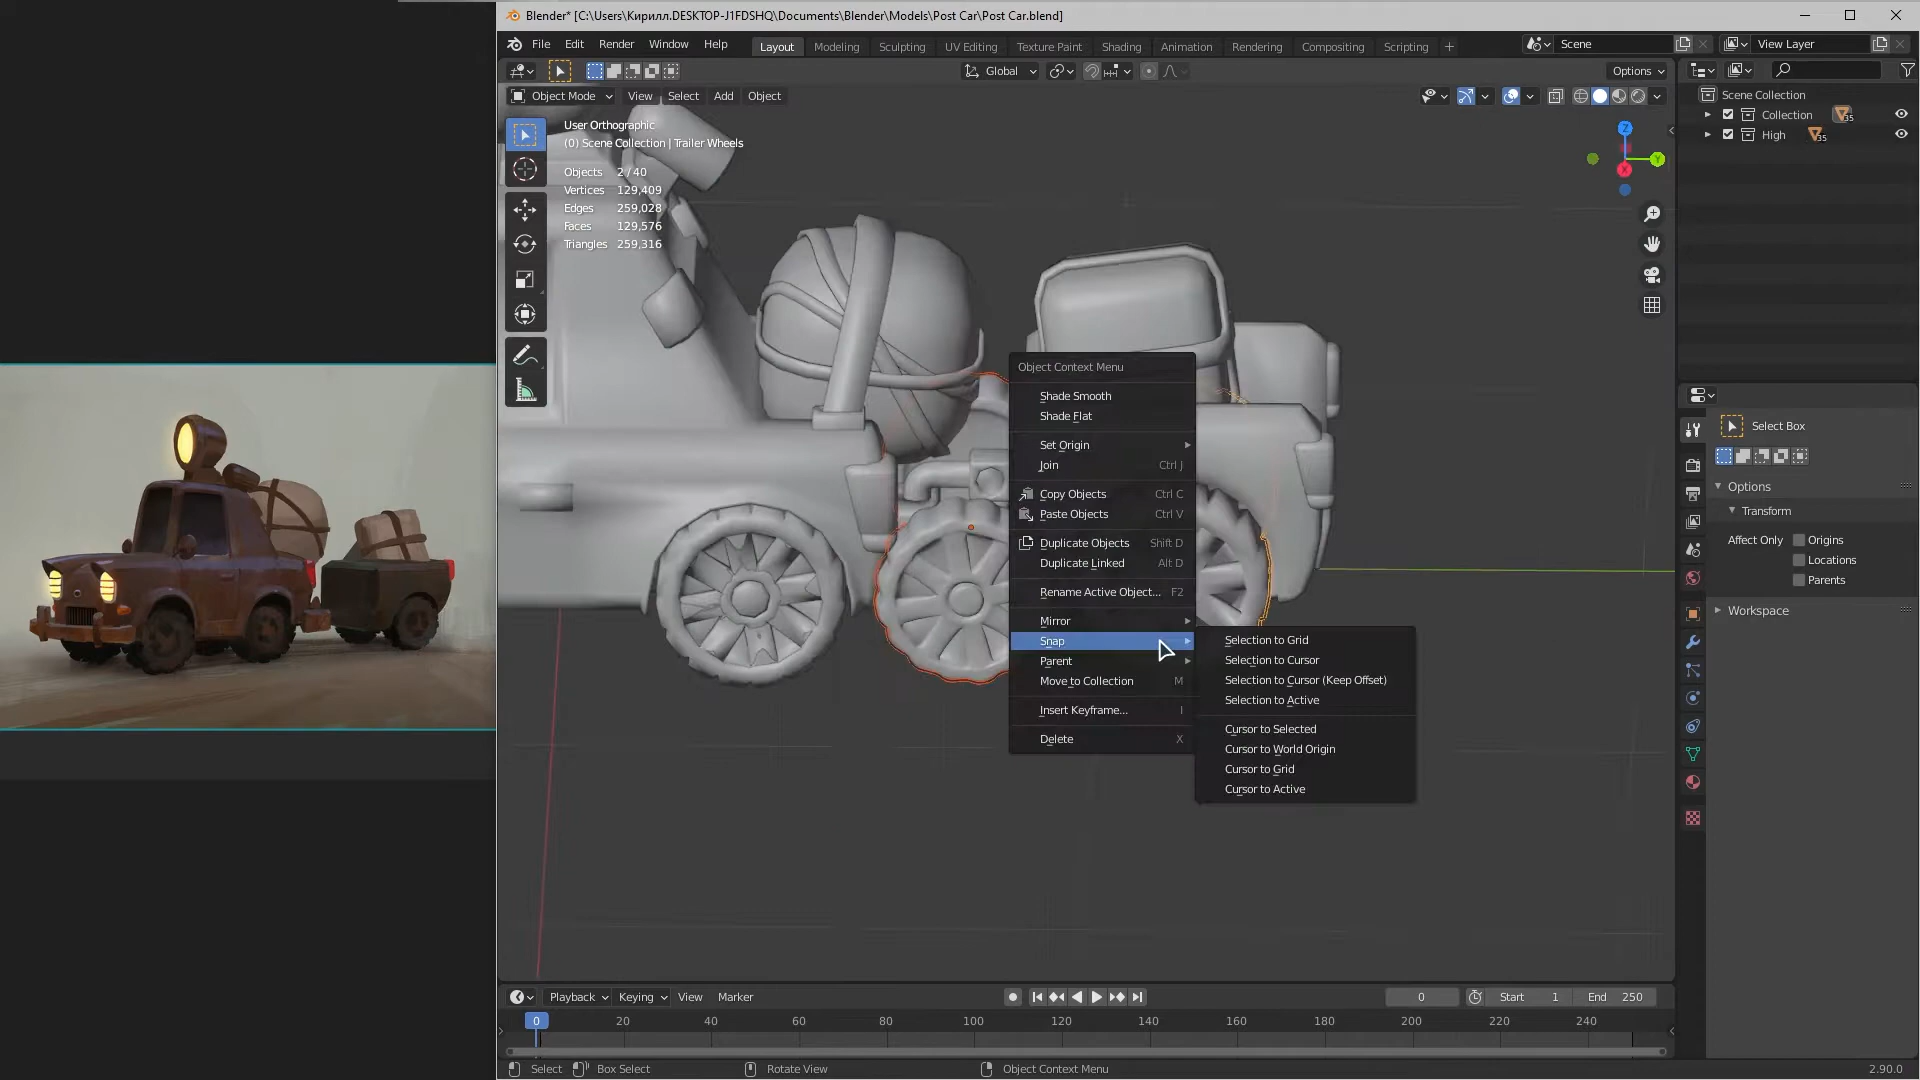 Blender* [C:\Users\Кирилл.DESKTOP-J1FDSHQ\Documents\Blender\Models\Post Car\Post Car.blend]
File Edit Render Window Help Layout Modeling Sculpting UV Editing Texture Paint Shading Animation Rendering Compositing Scripting + Scene View Layer
Global Options
Object Mode View Select Add Object
User Orthographic
(0) Scene Collection | Trailer Wheels
Objects 2/40
Vertices 129,409
Edges 259,028
Faces 129,576
Triangles 259,316
Z
Y
X
Scene Collection
Collection 35
High 35
Object Context Menu
Shade Smooth
Shade Flat
Set Origin
Join Ctrl J
Copy Objects Ctrl C
Paste Objects Ctrl V
Duplicate Objects Shift D
Duplicate Linked Alt D
Rename Active Object... F2
Mirror
Snap
Parent
Move to Collection M
Insert Keyframe... I
Delete X
Selection to Grid
Selection to Cursor
Selection to Cursor (Keep Offset)
Selection to Active
Cursor to Selected
Cursor to World Origin
Cursor to Grid
Cursor to Active
Select Box
Options
Transform
Affect Only Origins
Locations
Parents
Workspace
Playback Keying View Marker 0 Start 1 End 250
0 20 40 60 80 100 120 140 160 180 200 220 240
Select Box Select Rotate View Object Context Menu 2.90.0